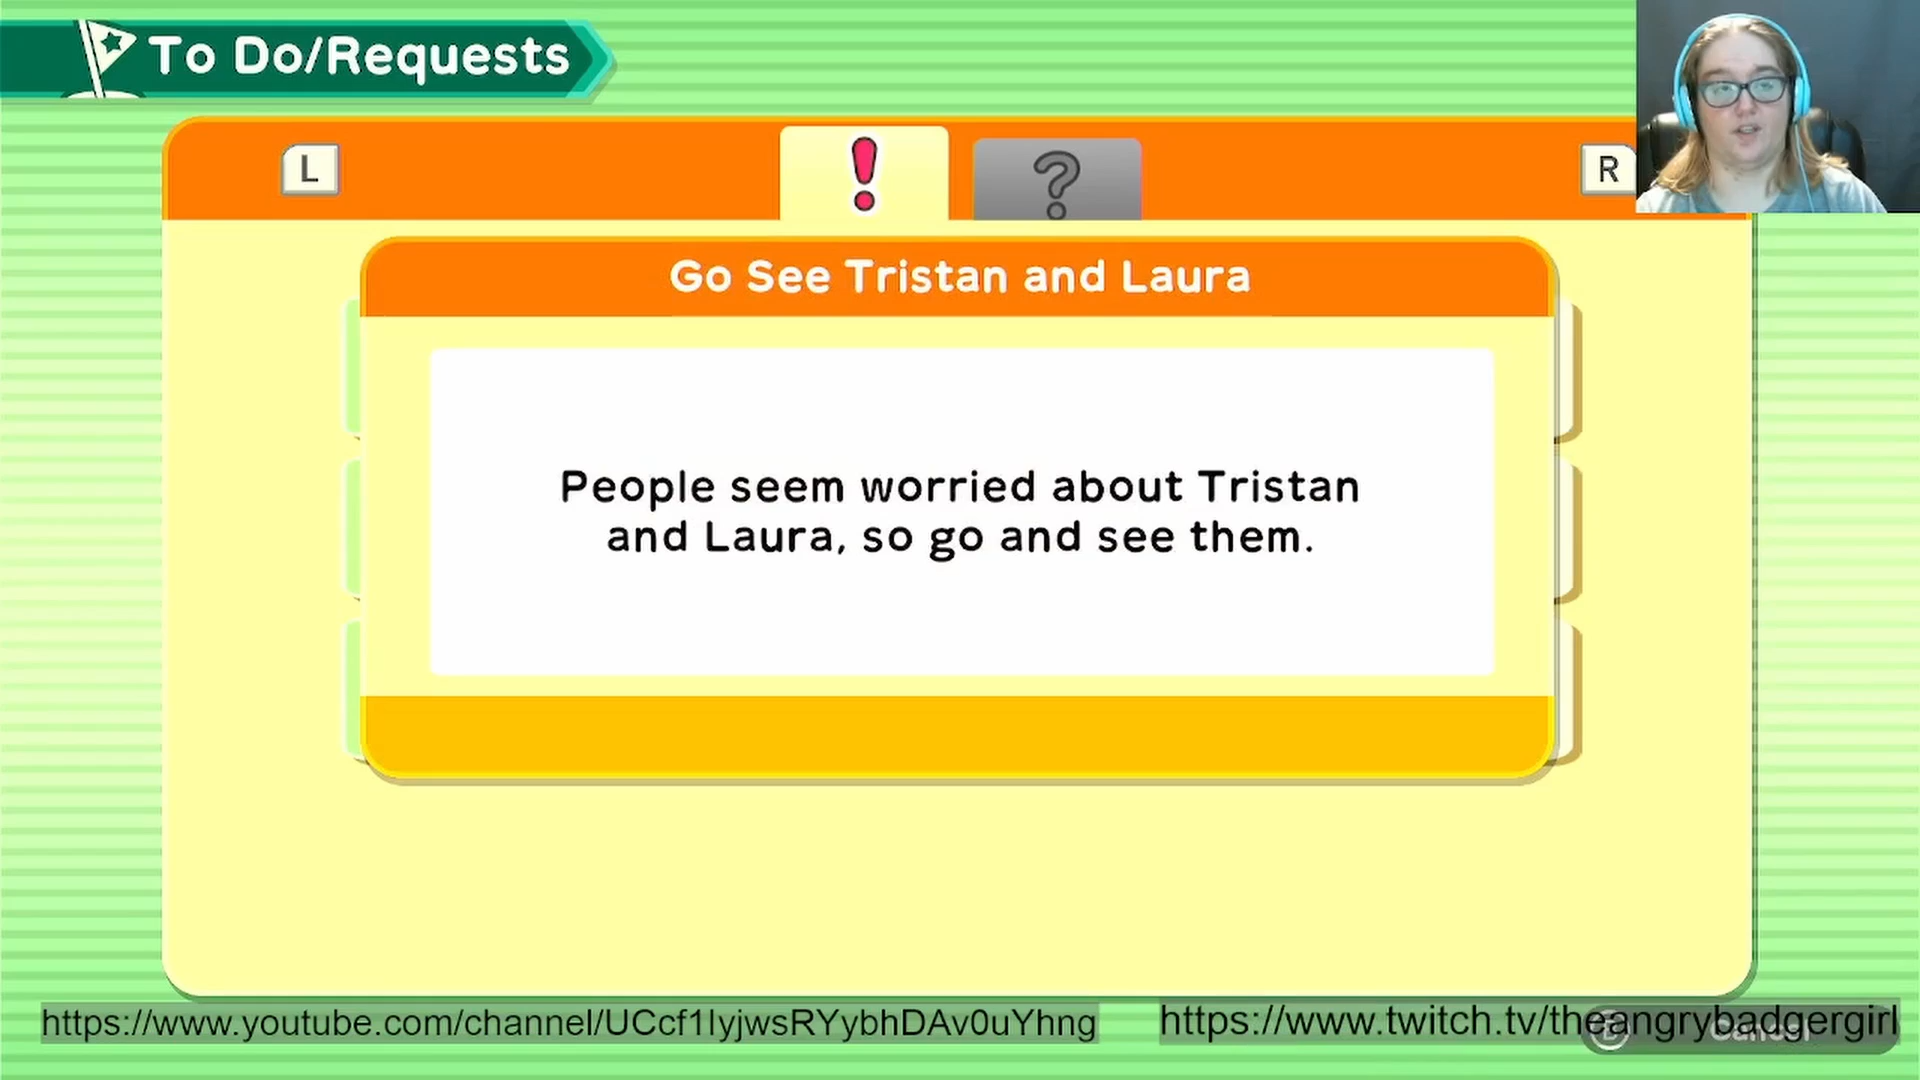 To Do/Requests
L
R
Go See Tristan and Laura
People seem worried about Tristan
and Laura, so go and see them.
https://www.youtube.com/channel/UCcf1lyjwsRYybhDAv0uYhng
https://www.twitch.tv/theangrybadgergirl
B Cancel